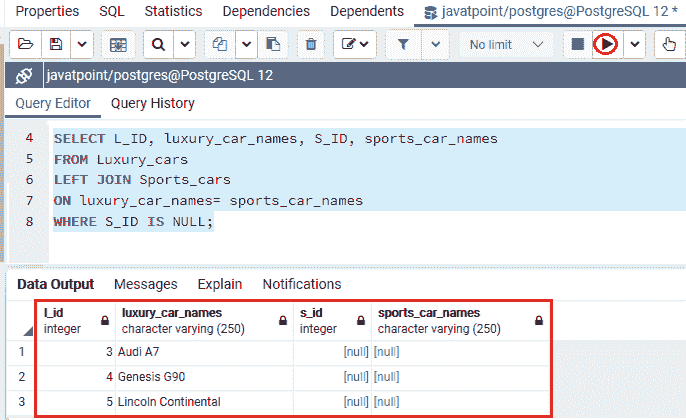 Properties SQL Statistics Dependencies Dependents javatpoint/postgres@PostgreSQL 12 *
No limit
javatpoint/postgres@PostgreSQL 12
Query Editor Query History
4 SELECT L_ID, luxury_car_names, S_ID, sports_car_names
5 FROM Luxury_cars
6 LEFT JOIN Sports_cars
7 ON luxury_car_names= sports_car_names
8 WHERE S_ID IS NULL;
Data Output Messages Explain Notifications
l_id luxury_car_names s_id sports_car_names
integer character varying (250) integer character varying (250)
1 3 Audi A7 [null] [null]
2 4 Genesis G90 [null] [null]
3 5 Lincoln Continental [null] [null]